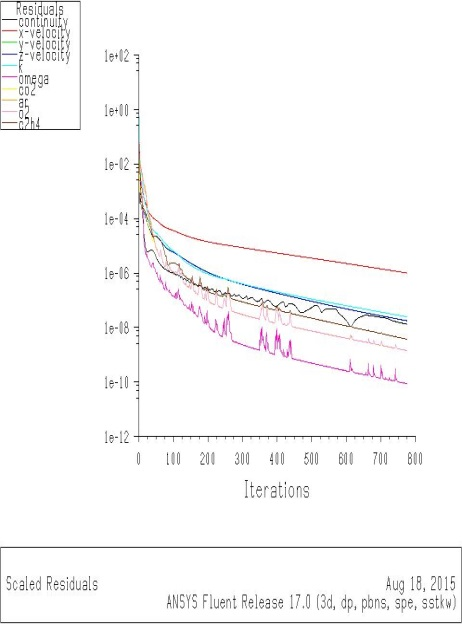 Residuals
continuity
x-velocity
y-velocity
z-velocity
k
omega
co2
ar
o2
c2h4
1e+02
1e+00
1e-02
1e-04
1e-06
1e-08
1e-10
1e-12
0 100 200 300 400 500 600 700 800
Iterations
Scaled Residuals
Aug 18, 2015
ANSYS Fluent Release 17.0 (3d, dp, pbns, spe, sstkw)